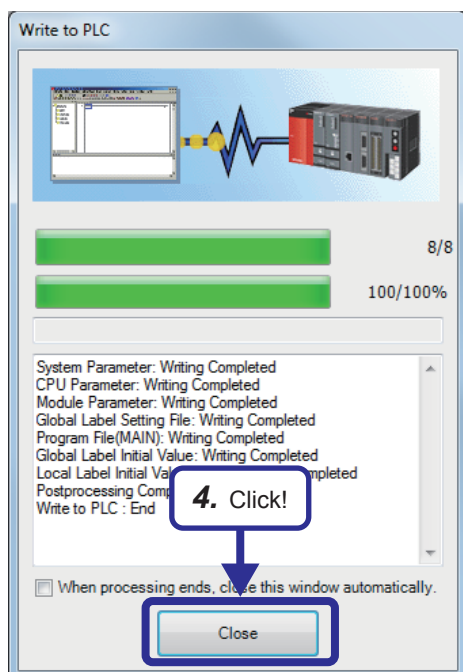 Write to PLC
8/8
100/100%
System Parameter: Writing Completed
CPU Parameter: Writing Completed
Module Parameter: Writing Completed
Global Label Setting File: Writing Completed
Program File(MAIN): Writing Completed
Global Label Initial Value: Writing Completed
Local Label Initial Val mpleted
Postprocessing Comp
Write to PLC : End
4. Click!
When processing ends, close this window automatically.
Close